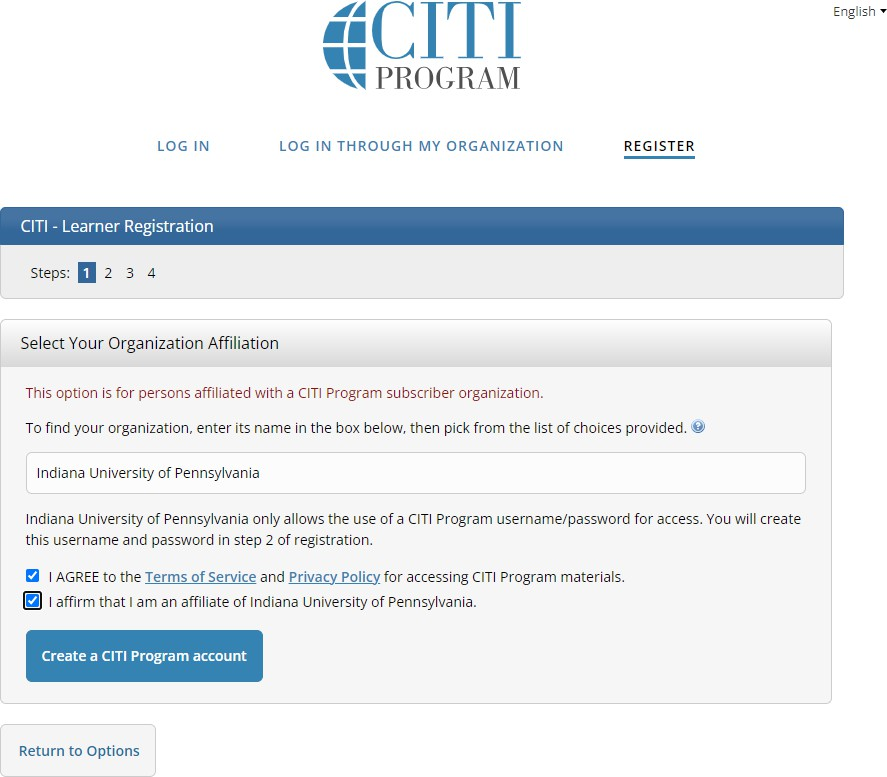 English
CITI
PROGRAM
LOG IN LOG IN THROUGH MY ORGANIZATION REGISTER
CITI - Learner Registration
Steps: 1 2 3 4
Select Your Organization Affiliation
This option is for persons affiliated with a CITI Program subscriber organization.
To find your organization, enter its name in the box below, then pick from the list of choices provided.
Indiana University of Pennsylvania
Indiana University of Pennsylvania only allows the use of a CITI Program username/password for access. You will create
this username and password in step 2 of registration.
I AGREE to the Terms of Service and Privacy Policy for accessing CITI Program materials.
I affirm that I am an affiliate of Indiana University of Pennsylvania.
Create a CITI Program account
Return to Options